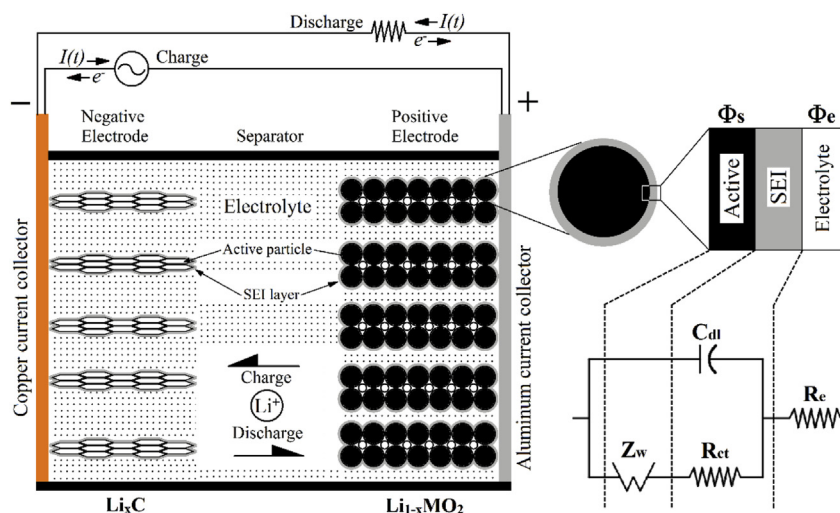 Discharge
I(t)
e-
I(t)
e-
Charge
−
+
Negative
Electrode
Separator
Positive
Electrode
Φs
Φe
Copper current collector
Electrolyte
Active particle
SEI layer
Charge
Li+
Discharge
Aluminum current collector
Active
SEI
Electrolyte
Cdl
Re
Zw
Rct
LixC
Li1-xMO2